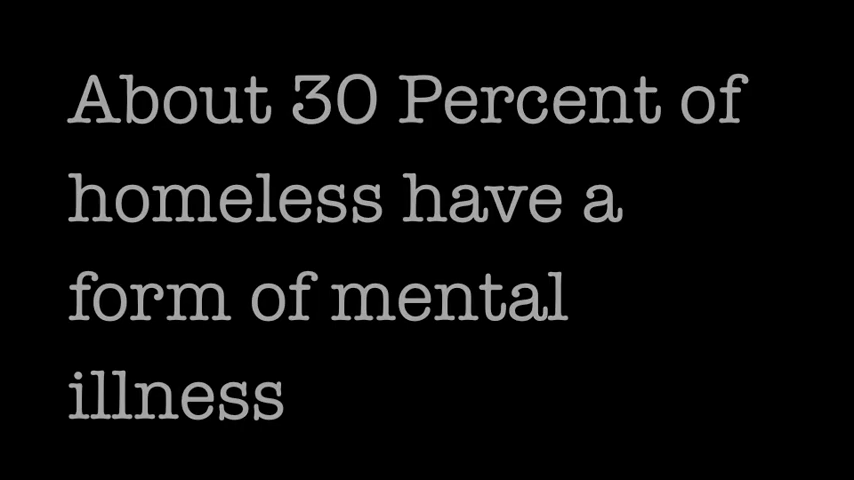 About 30 Percent of
homeless have a
form of mental
illness